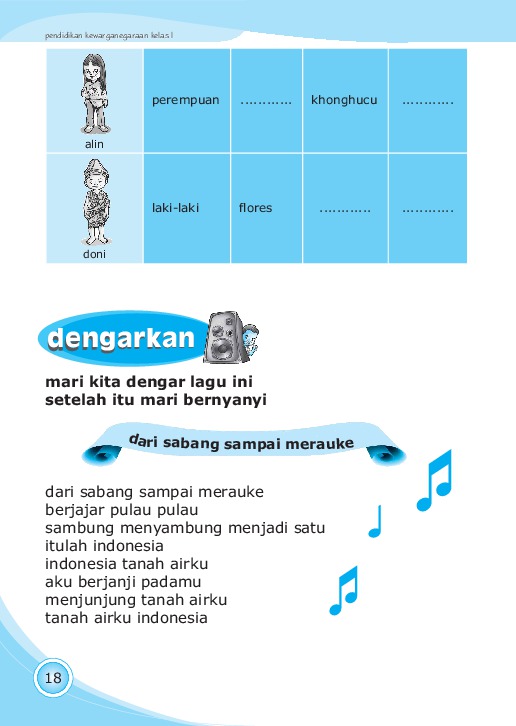 pendidikan kewarganegaraan kelas I
perempuan ............ khonghucu ............
alin
laki-laki flores ............ ............
doni
dengarkan
mari kita dengar lagu ini
setelah itu mari bernyanyi
dari sabang sampai merauke
dari sabang sampai merauke
berjajar pulau pulau
sambung menyambung menjadi satu
itulah indonesia
indonesia tanah airku
aku berjanji padamu
menjunjung tanah airku
tanah airku indonesia
18